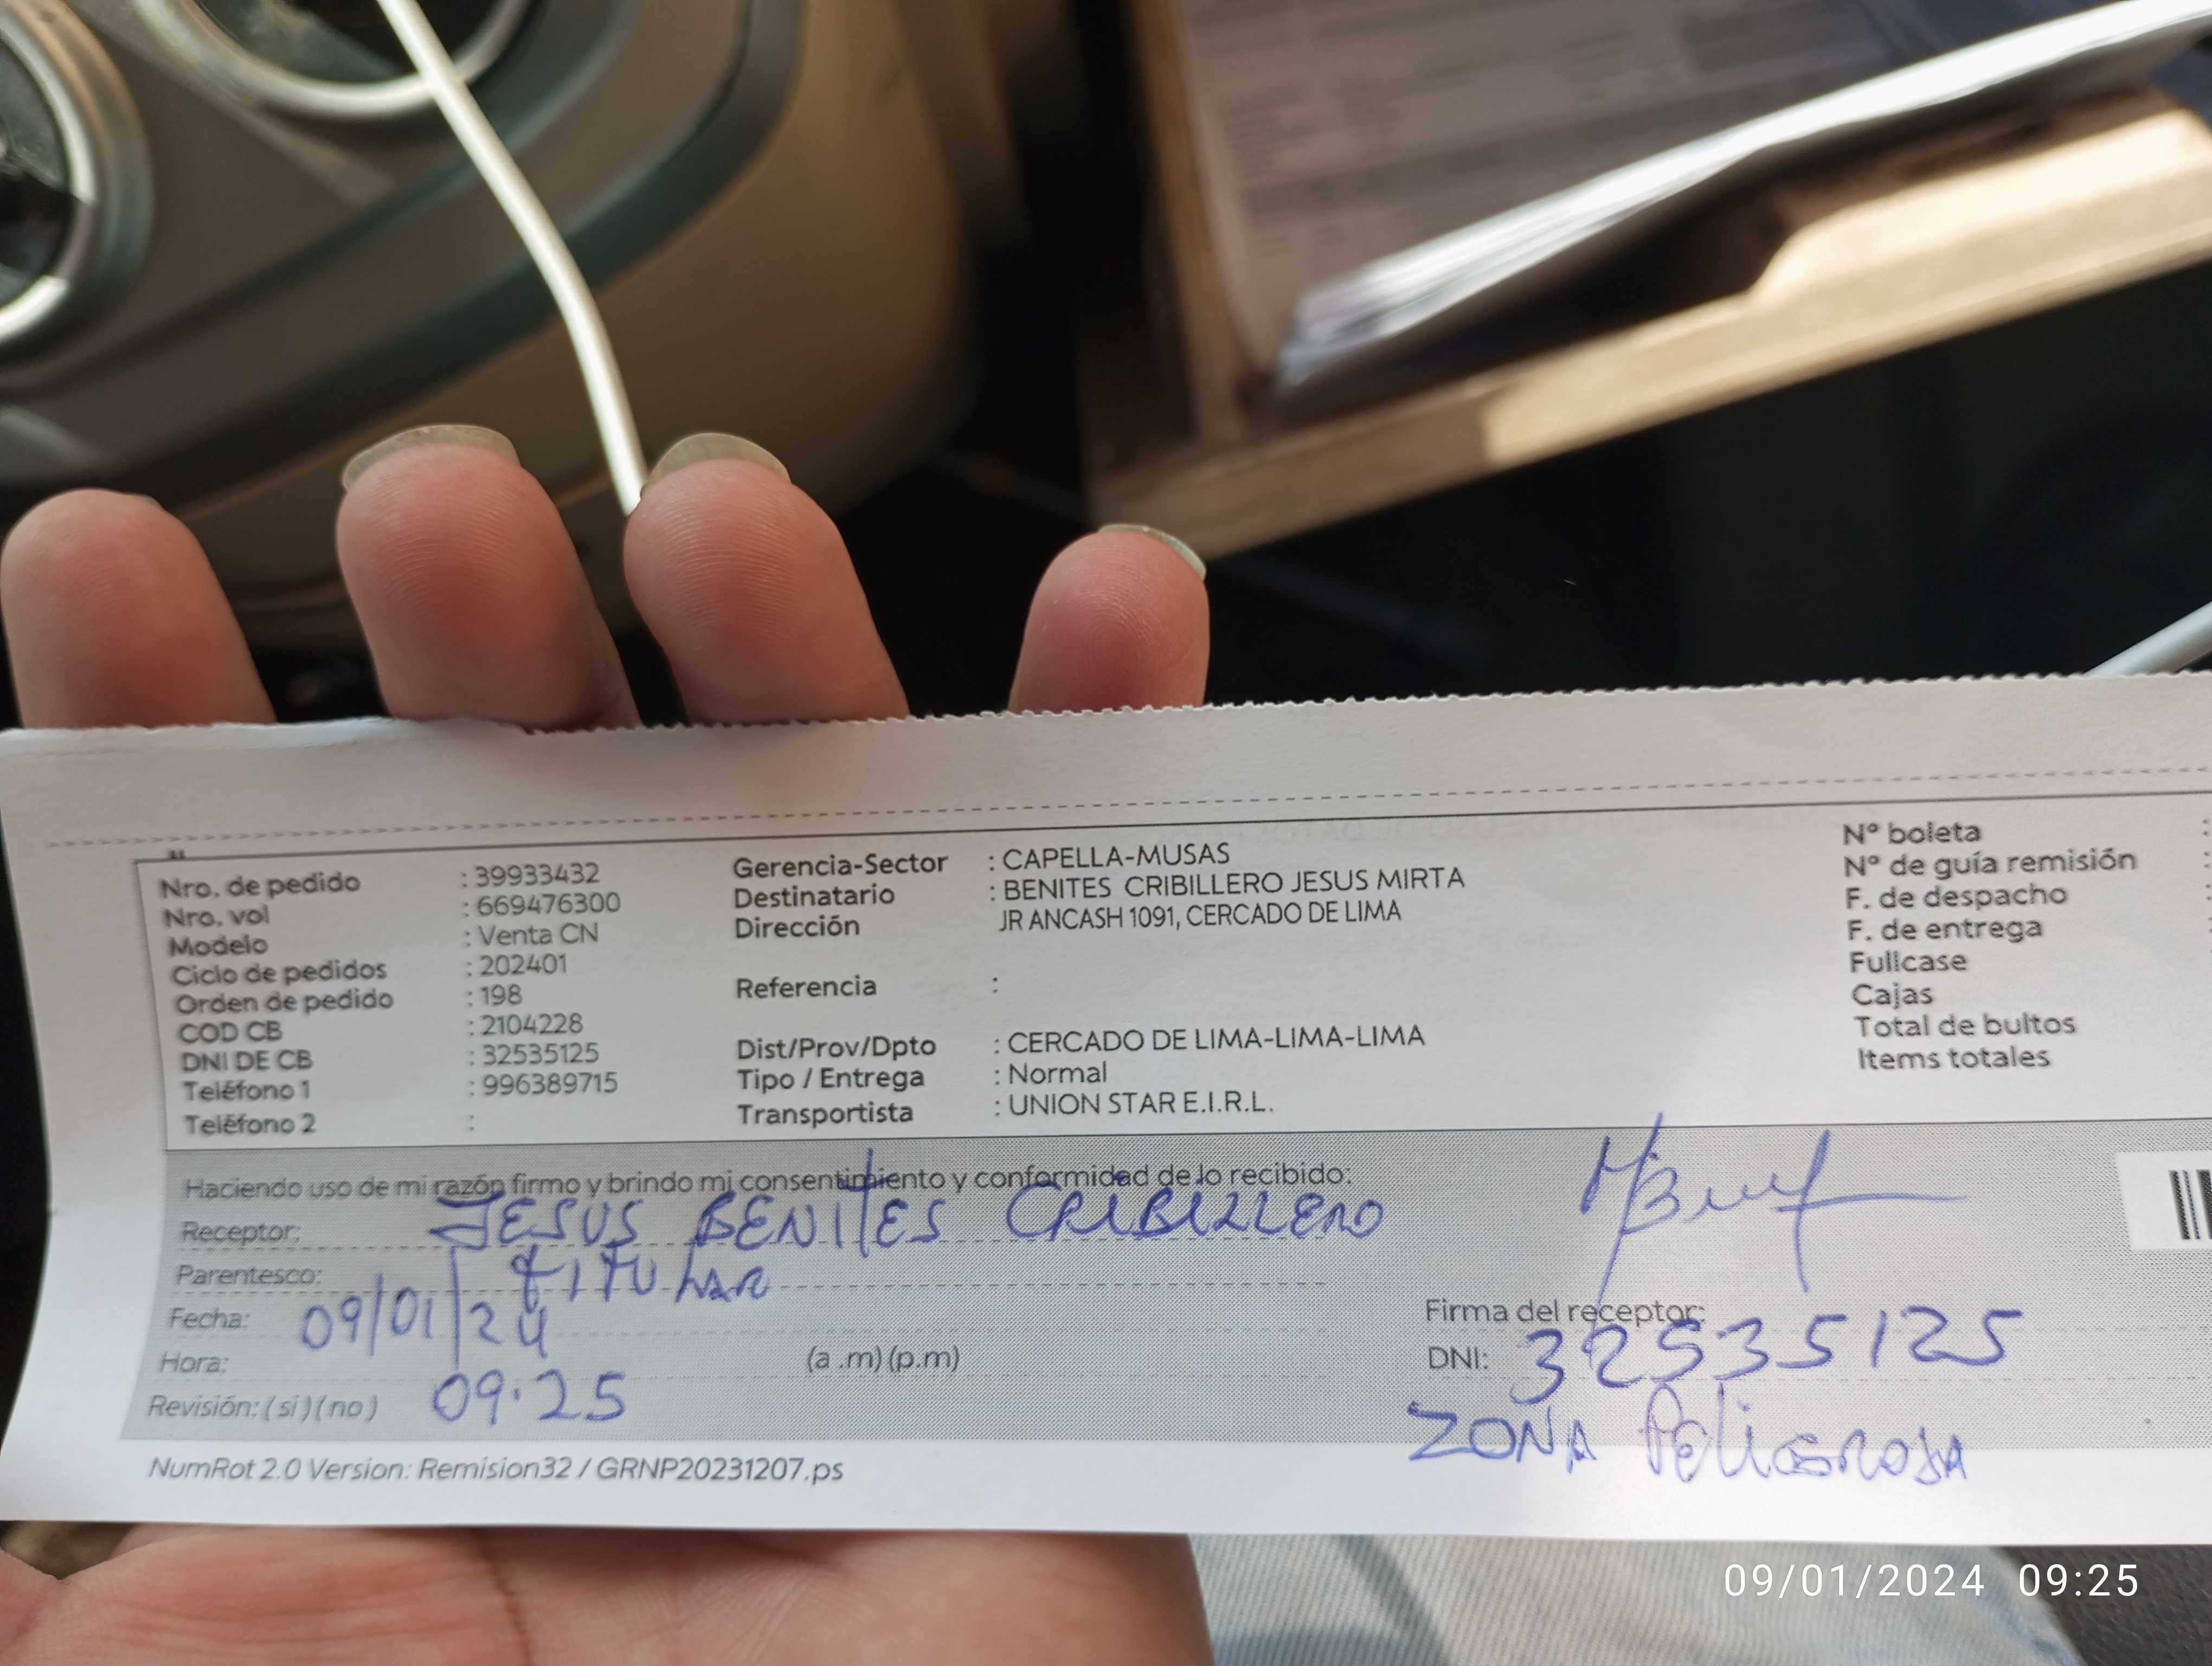 Nro. de pedido : 39933432
Nro. vol : 669476300
Modelo : Venta CN
Ciclo de pedidos : 202401
Orden de pedido : 198
COD CB : 2104228
DNI DE CB : 32535125
Teléfono 1 : 996389715
Teléfono 2 :
Gerencia-Sector : CAPELLA-MUSAS
Destinatario : BENITES CRIBILLERO JESUS MIRTA
Dirección JR ANCASH 1091, CERCADO DE LIMA
Referencia :
Dist/Prov/Dpto : CERCADO DE LIMA-LIMA-LIMA
Tipo / Entrega : Normal
Transportista : UNION STAR E.I.R.L.
Nº boleta :
Nº de guía remisión :
F. de despacho :
F. de entrega :
Fullcase
Cajas
Total de bultos
Items totales
Haciendo uso de mi razón firmo y brindo mi consentimiento y conformidad de lo recibido:
Receptor: JESUS BENITES CRIBILLERO
Parentesco: TITULAR
Fecha: 09/01/24
Hora: (a .m) (p.m)
Revisión: ( si ) ( no ) 09.25
Firma del receptor:
DNI: 32535125
ZONA PELIGROSA
NumRot 2.0 Version: Remision32 / GRNP20231207.ps
09/01/2024 09:25